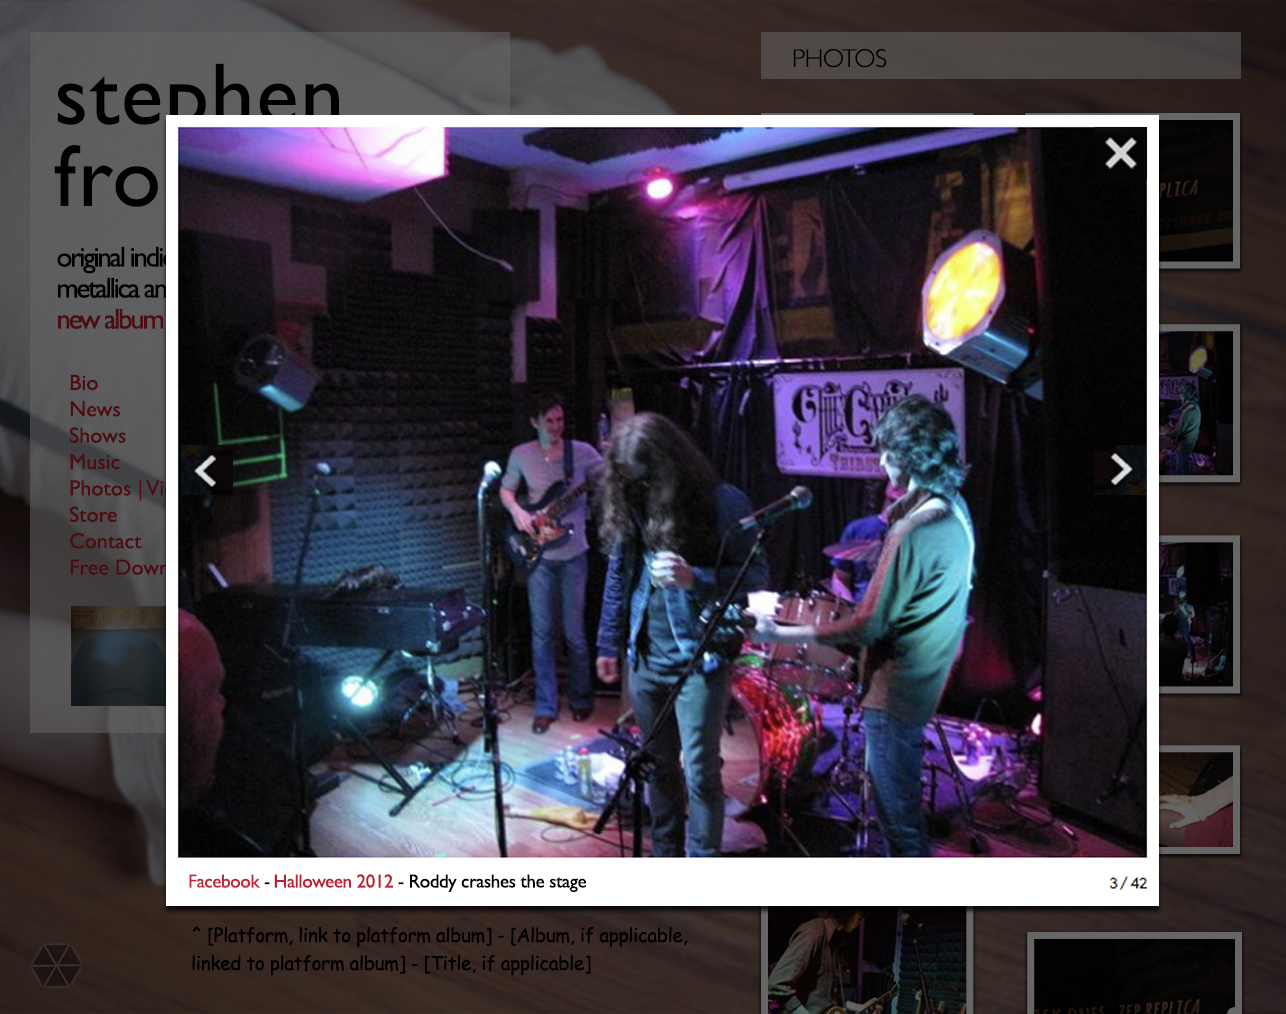 stephen
fro
PHOTOS
original indi
metallica an
new album
Bio
News
Shows
Music
Photos | Vi
Store
Contact
Free Down
THIRST
PLICA
Facebook - Halloween 2012 - Roddy crashes the stage
3 / 42
^ [Platform, link to platform album] - [Album, if applicable,
linked to platform album] - [Title, if applicable]
ZEP REPLICA